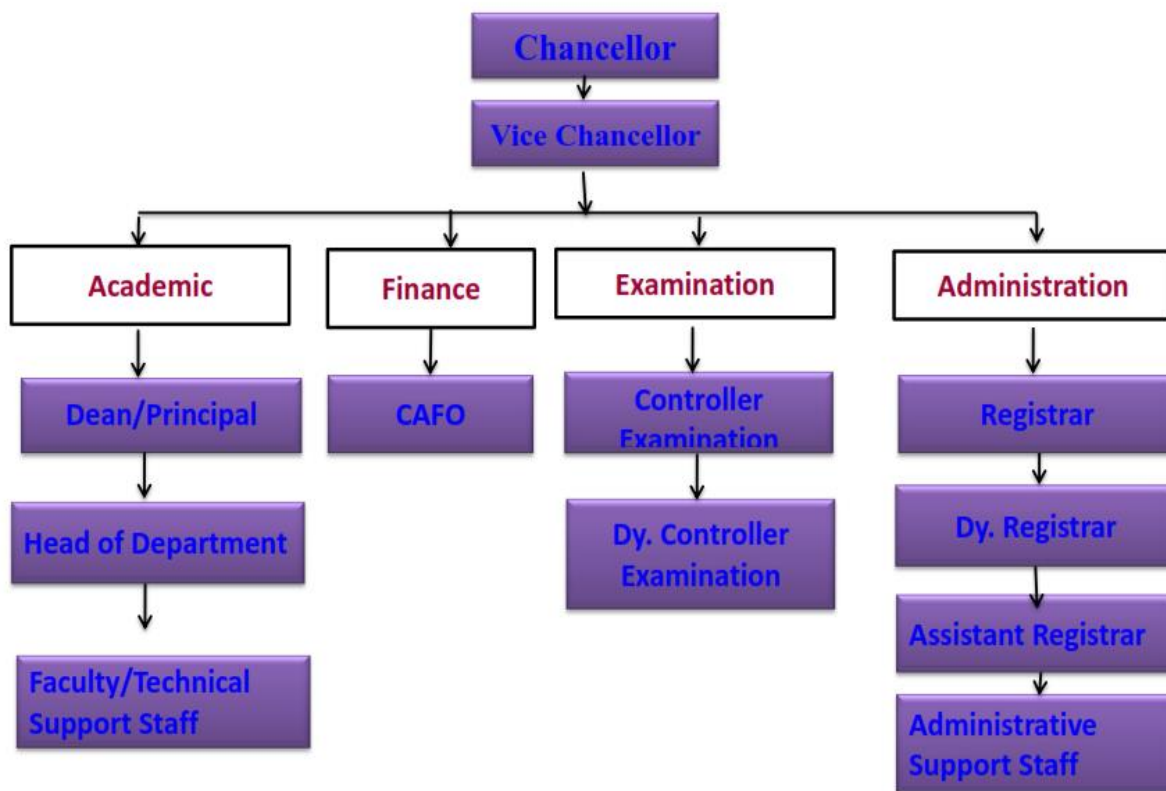 Chancellor
Vice Chancellor
Academic
Finance
Examination
Administration
Dean/Principal
CAFO
Controller
Examination
Registrar
Head of Department
Dy. Controller
Examination
Dy. Registrar
Assistant Registrar
Faculty/Technical
Support Staff
Administrative
Support Staff